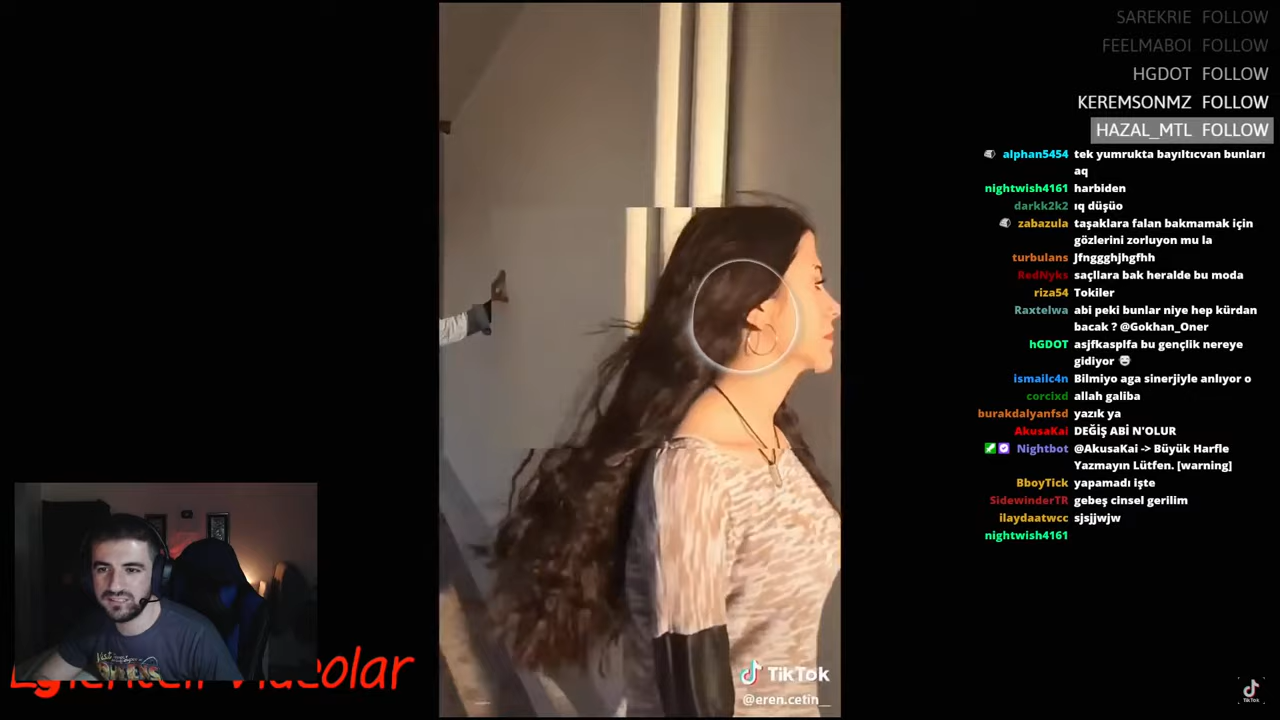 SAREKRIE FOLLOW
FEELMABOI FOLLOW
HGDOT FOLLOW
KEREMSONMZ FOLLOW
HAZAL_MTL FOLLOW
alphan5454 tek yumrukta bayıltıcvan bunları
aq
nightwish4161 harbiden
darkk2k2 ıq düşüo
zabazula taşaklara falan bakmamak için
gözlerini zorluyon mu la
turbulans Jfnggghjhgfhh
RedNyks saçllara bak heralde bu moda
riza54 Tokiler
Raxtelwa abi peki bunlar niye hep kürdan
bacak ? @Gokhan_Oner
hGDOT asjfkasplfa bu gençlik nereye
gidiyor
ismailc4n Bilmiyo aga sinerjiyle anlıyor o
corcixd allah galiba
burakdalyanfsd yazık ya
AkusaKai DEĞİŞ ABİ N'OLUR
Nightbot @AkusaKai -> Büyük Harfle
Yazmayın Lütfen. [warning]
BboyTick yapamadı işte
SidewinderTR gebeş cinsel gerilim
ilaydaatwcc sjsjjwjw
nightwish4161
TikTok
@eren.cetin__
TikTok